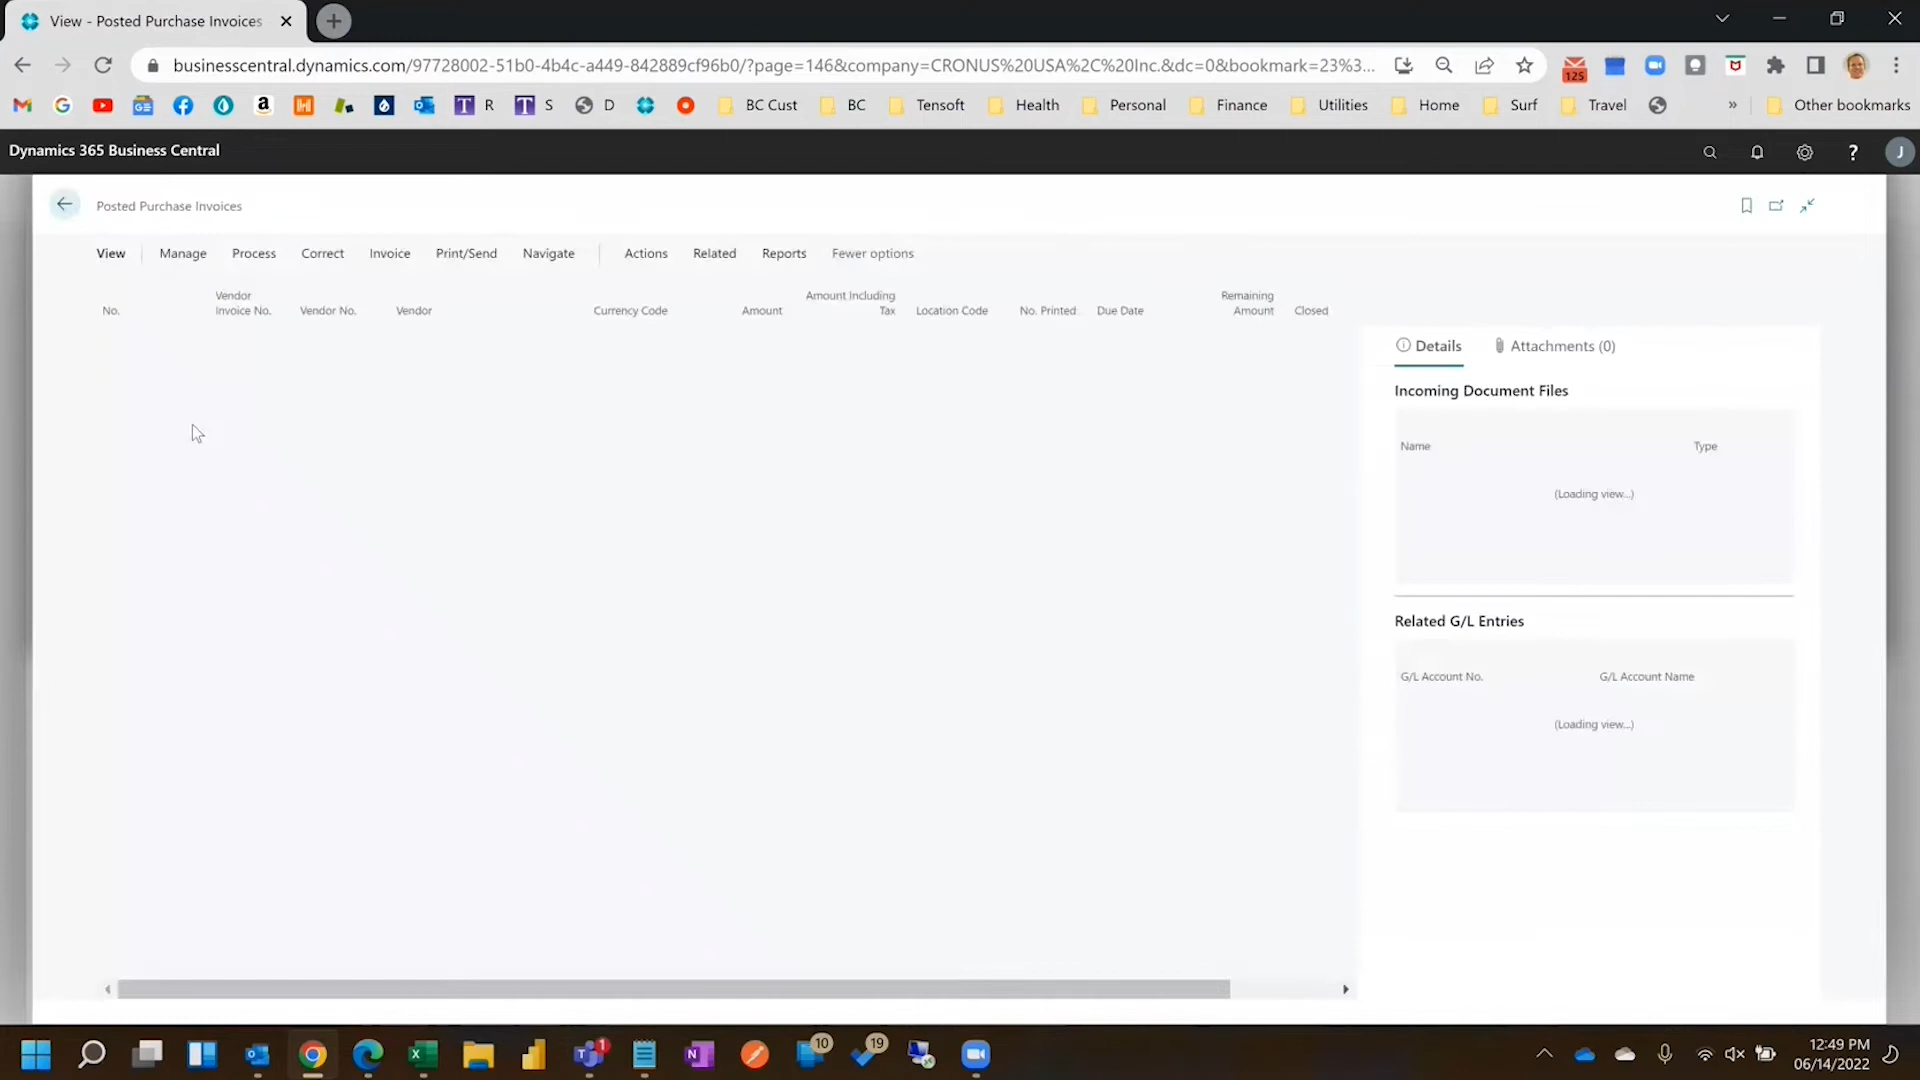 View - Posted Purchase Invoices
businesscentral.dynamics.com/97728002-51b0-4b4c-a449-842889cf96b0/?page=146&company=CRONUS%20USA%2C%20Inc.&dc=0&bookmark=23%3...
125
R
S
D
BC Cust
BC
Tensoft
Health
Personal
Finance
Utilities
Home
Surf
Travel
»
Other bookmarks
Dynamics 365 Business Central
?
J
Posted Purchase Invoices
View
Manage
Process
Correct
Invoice
Print/Send
Navigate
Actions
Related
Reports
Fewer options
No.
Vendor
Invoice No.
Vendor No.
Vendor
Currency Code
Amount
Amount Including
Tax
Location Code
No. Printed
Due Date
Remaining
Amount
Closed
Details
Attachments (0)
Incoming Document Files
Name
Type
(Loading view...)
Related G/L Entries
G/L Account No.
G/L Account Name
(Loading view...)
1
10
19
12:49 PM
06/14/2022